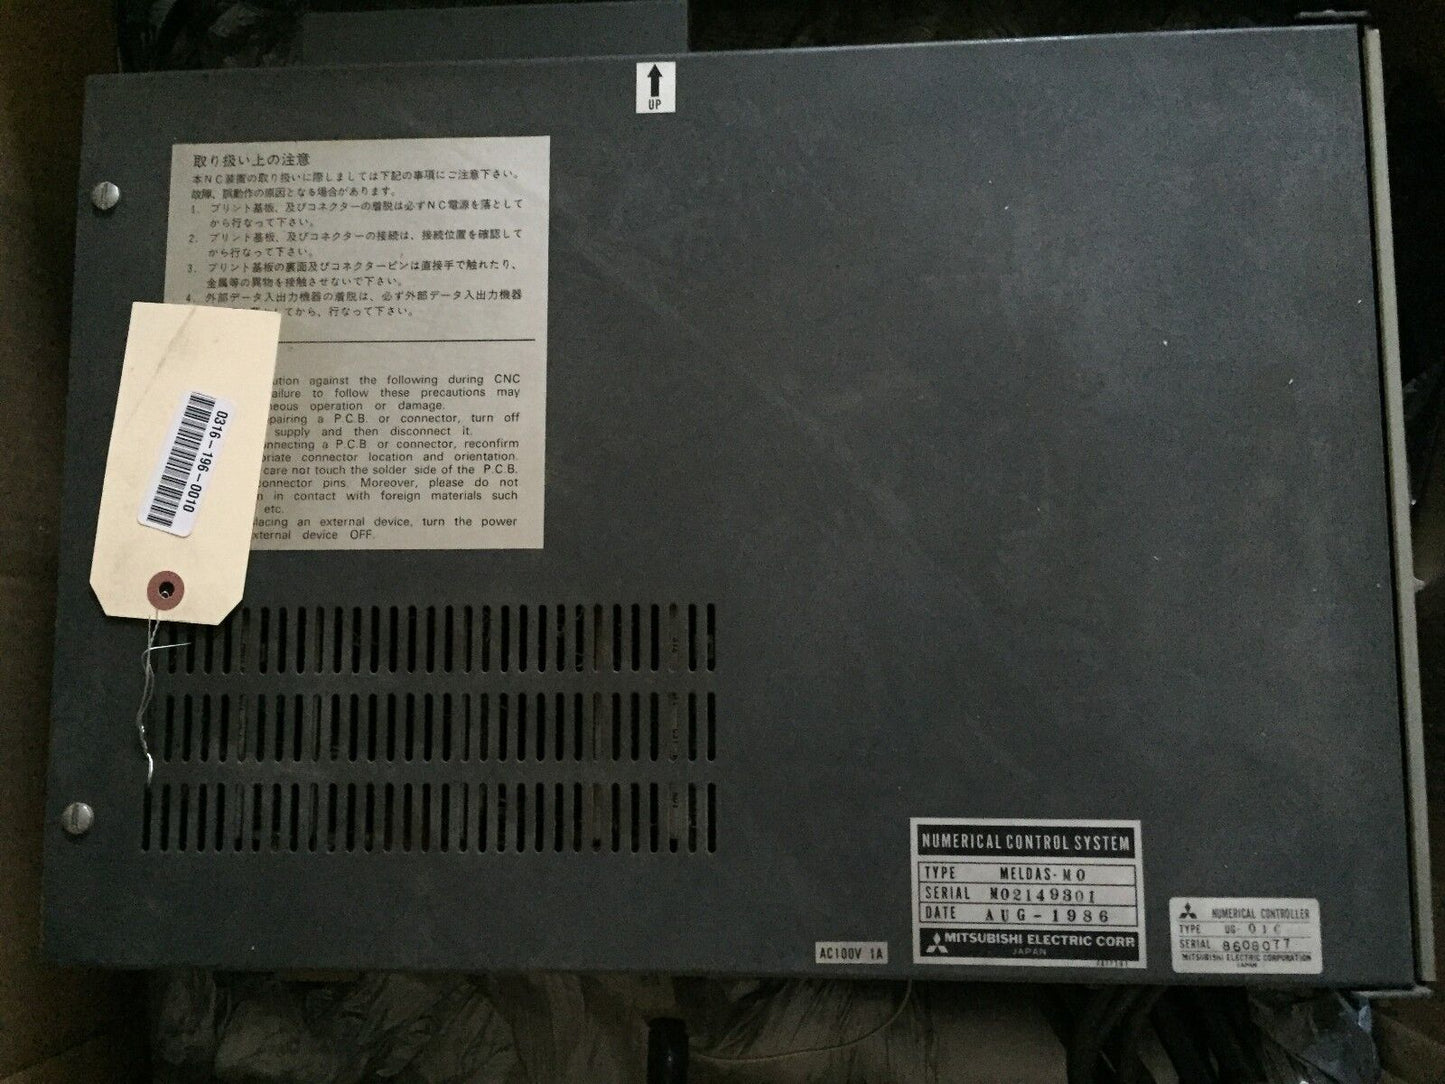 UP
取り扱い上の注意
本NC装置の取り扱いに際しましては下記の事項にご注意下さい。
故障、誤動作の原因となる場合があります。
1. プリント基板、及びコネクターの着脱は必ずNC電源を落として
から行なって下さい。
2. プリント基板、及びコネクターの接続は、接続位置を確認して
から行なって下さい。
3. プリント基板の裏面及びコネクターピンは直接手で触れたり、
金属等の異物を接触させないで下さい。
4. 外部データ入出力機器の着脱は、必ず外部データ入出力機器
てから、行なって下さい。
ution against the following during CNC
ailure to follow these precautions may
neous operation or damage.
pairing a P.C.B. or connector, turn off
supply and then disconnect it.
onnecting a P.C.B or connector, reconfirm
priate connector location and orientation.
care not touch the solder side of the P.C.B.
connector pins. Moreover, please do not
n in contact with foreign materials such
etc.
lacing an external device, turn the power
xternal device OFF.
0316-196-0010
NUMERICAL CONTROL SYSTEM
TYPE MELDAS-M0
SERIAL M02149301
DATE AUG-1986
MITSUBISHI ELECTRIC CORP
JAPAN
AC100V 1A
NUMERICAL CONTROLLER
TYPE UG-01C
SERIAL 8608077
MITSUBISHI ELECTRIC CORPORATION
JAPAN